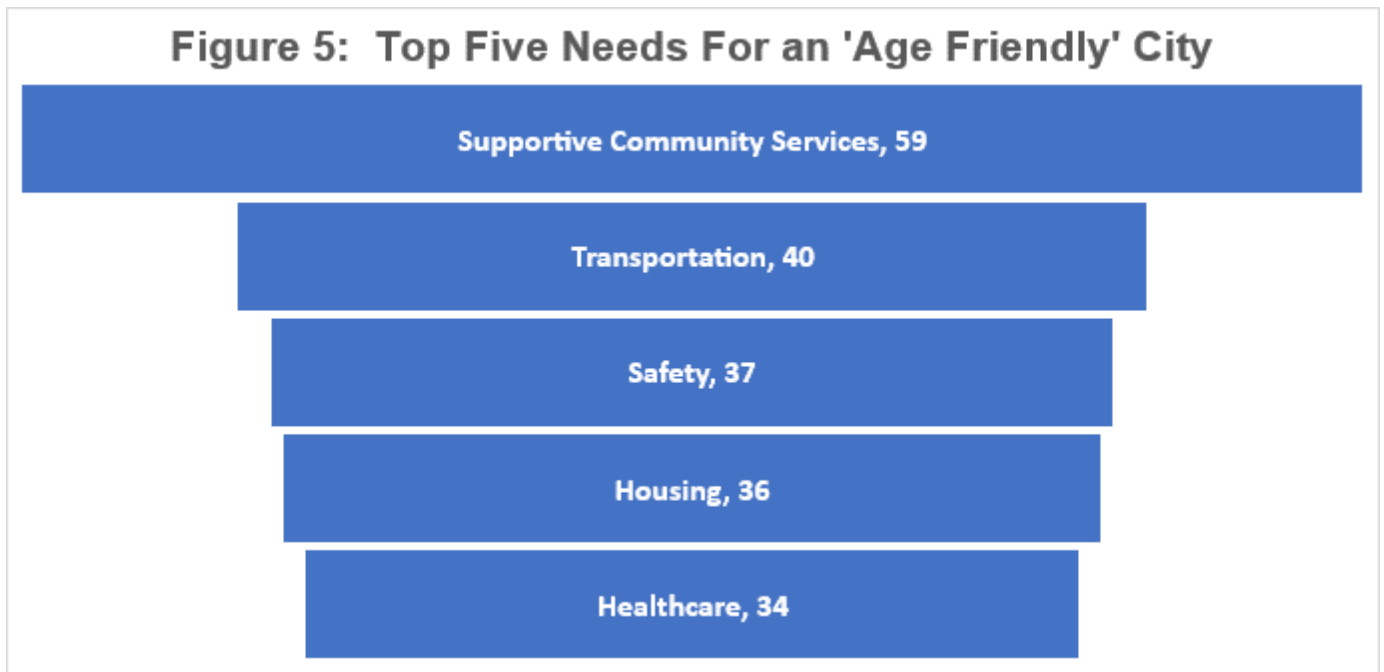 Figure 5:  Top Five Needs For an 'Age Friendly' City
Supportive Community Services, 59
Transportation, 40
Safety, 37
Housing, 36
Healthcare, 34